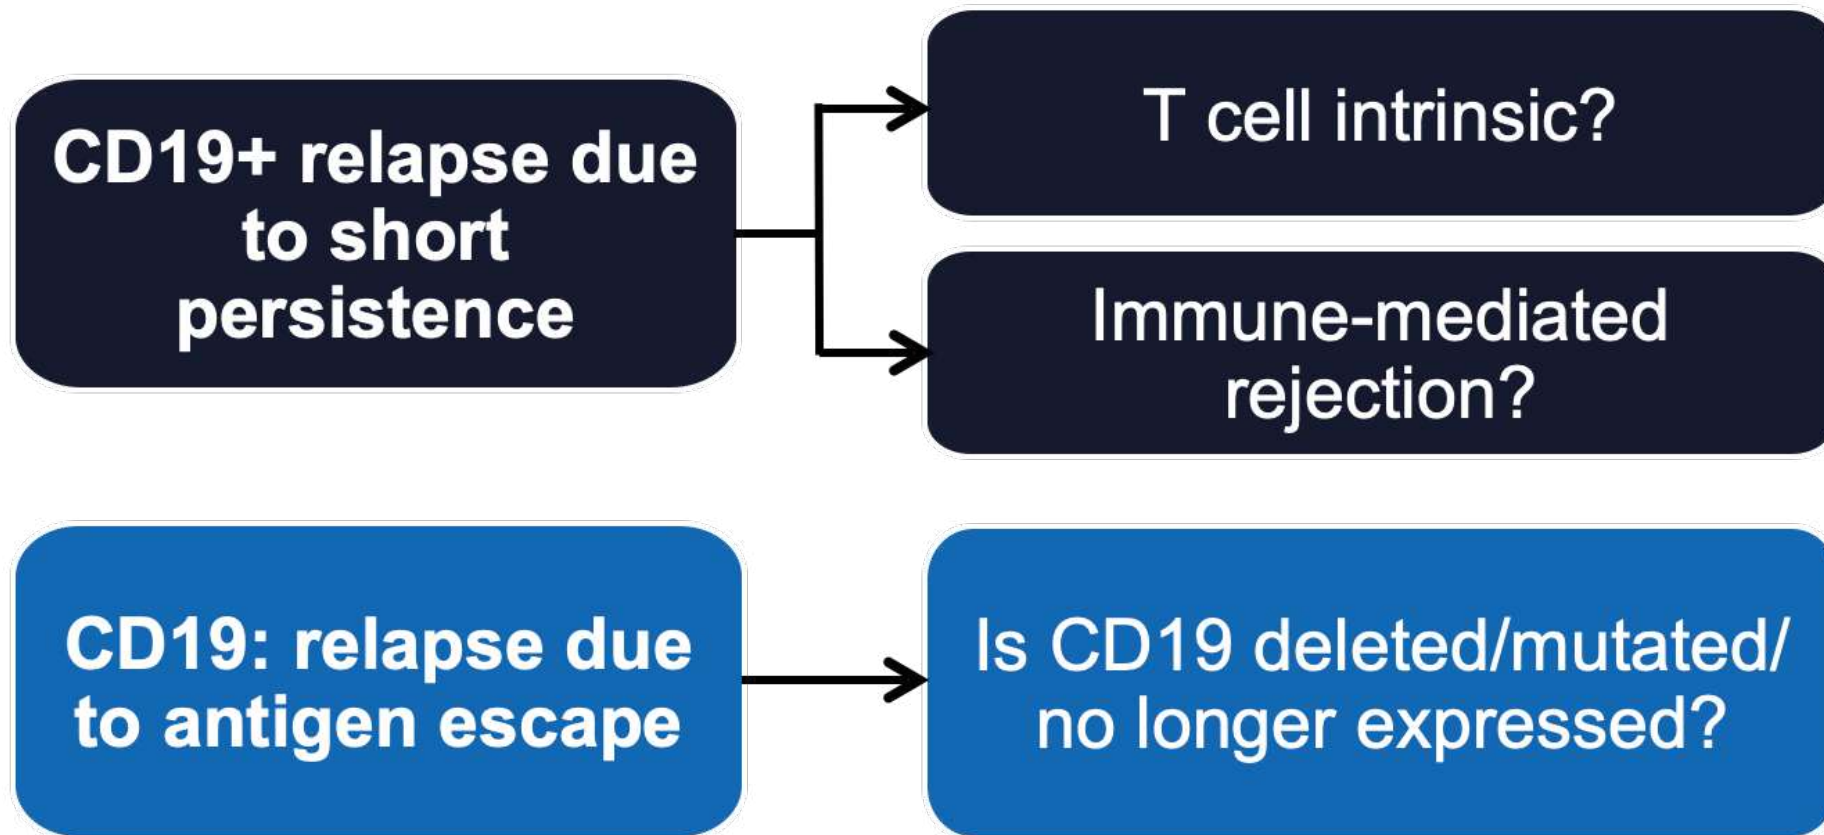 CD19+ relapse due
to short
persistence
T cell intrinsic?
Immune-mediated
rejection?
CD19: relapse due
to antigen escape
Is CD19 deleted/mutated/
no longer expressed?